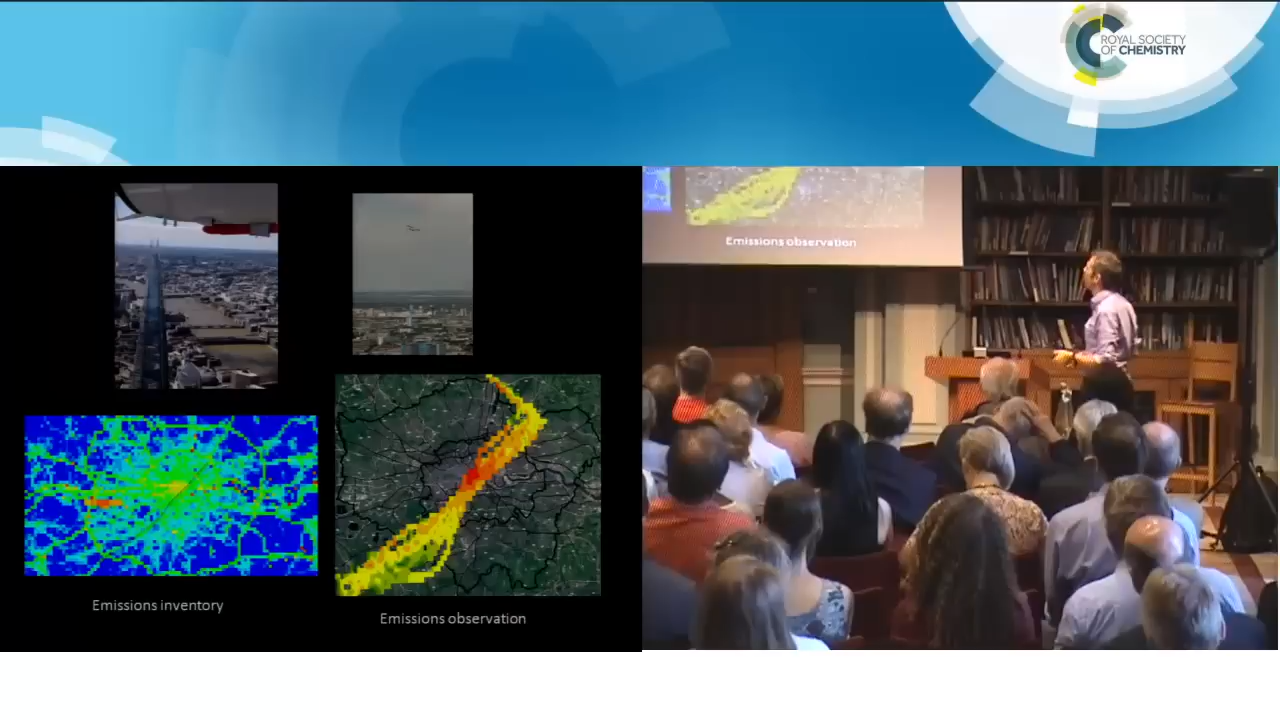 ROYAL SOCIETY
OF CHEMISTRY
Emissions observation
Emissions inventory
Emissions observation